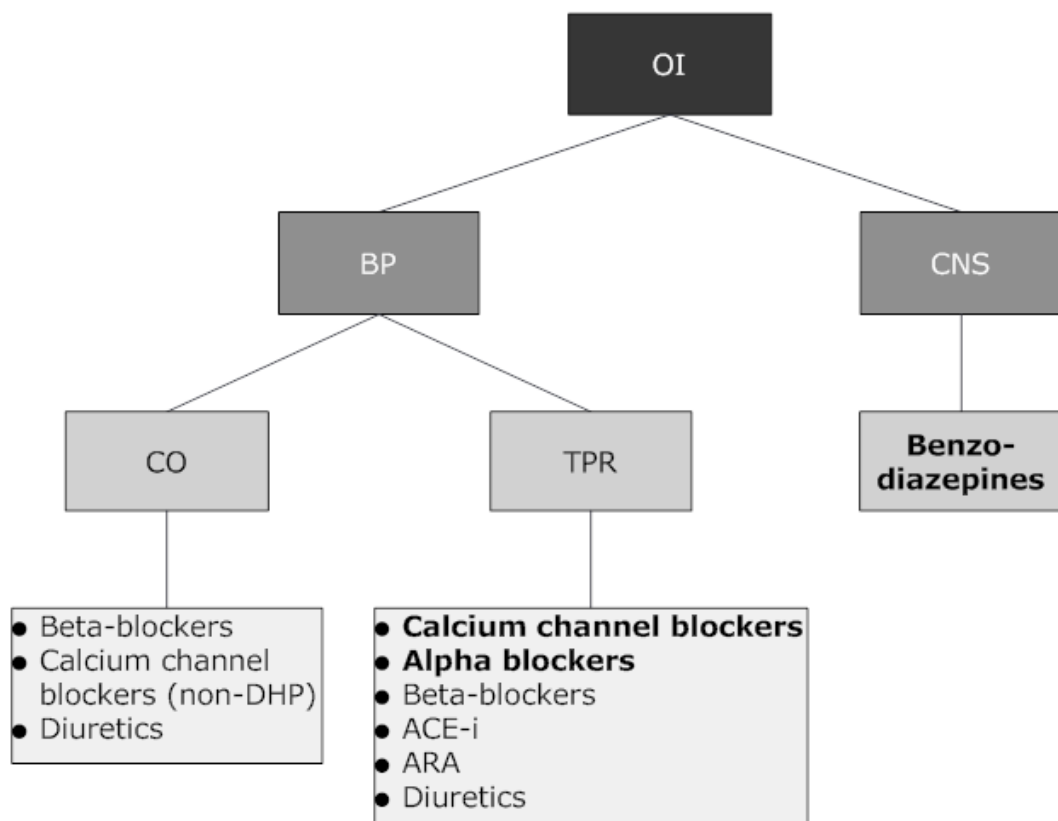 OI
BP
CNS
CO
TPR
Benzo-
diazepines
● Beta-blockers
● Calcium channel
blockers (non-DHP)
● Diuretics
● Calcium channel blockers
● Alpha blockers
● Beta-blockers
● ACE-i
● ARA
● Diuretics